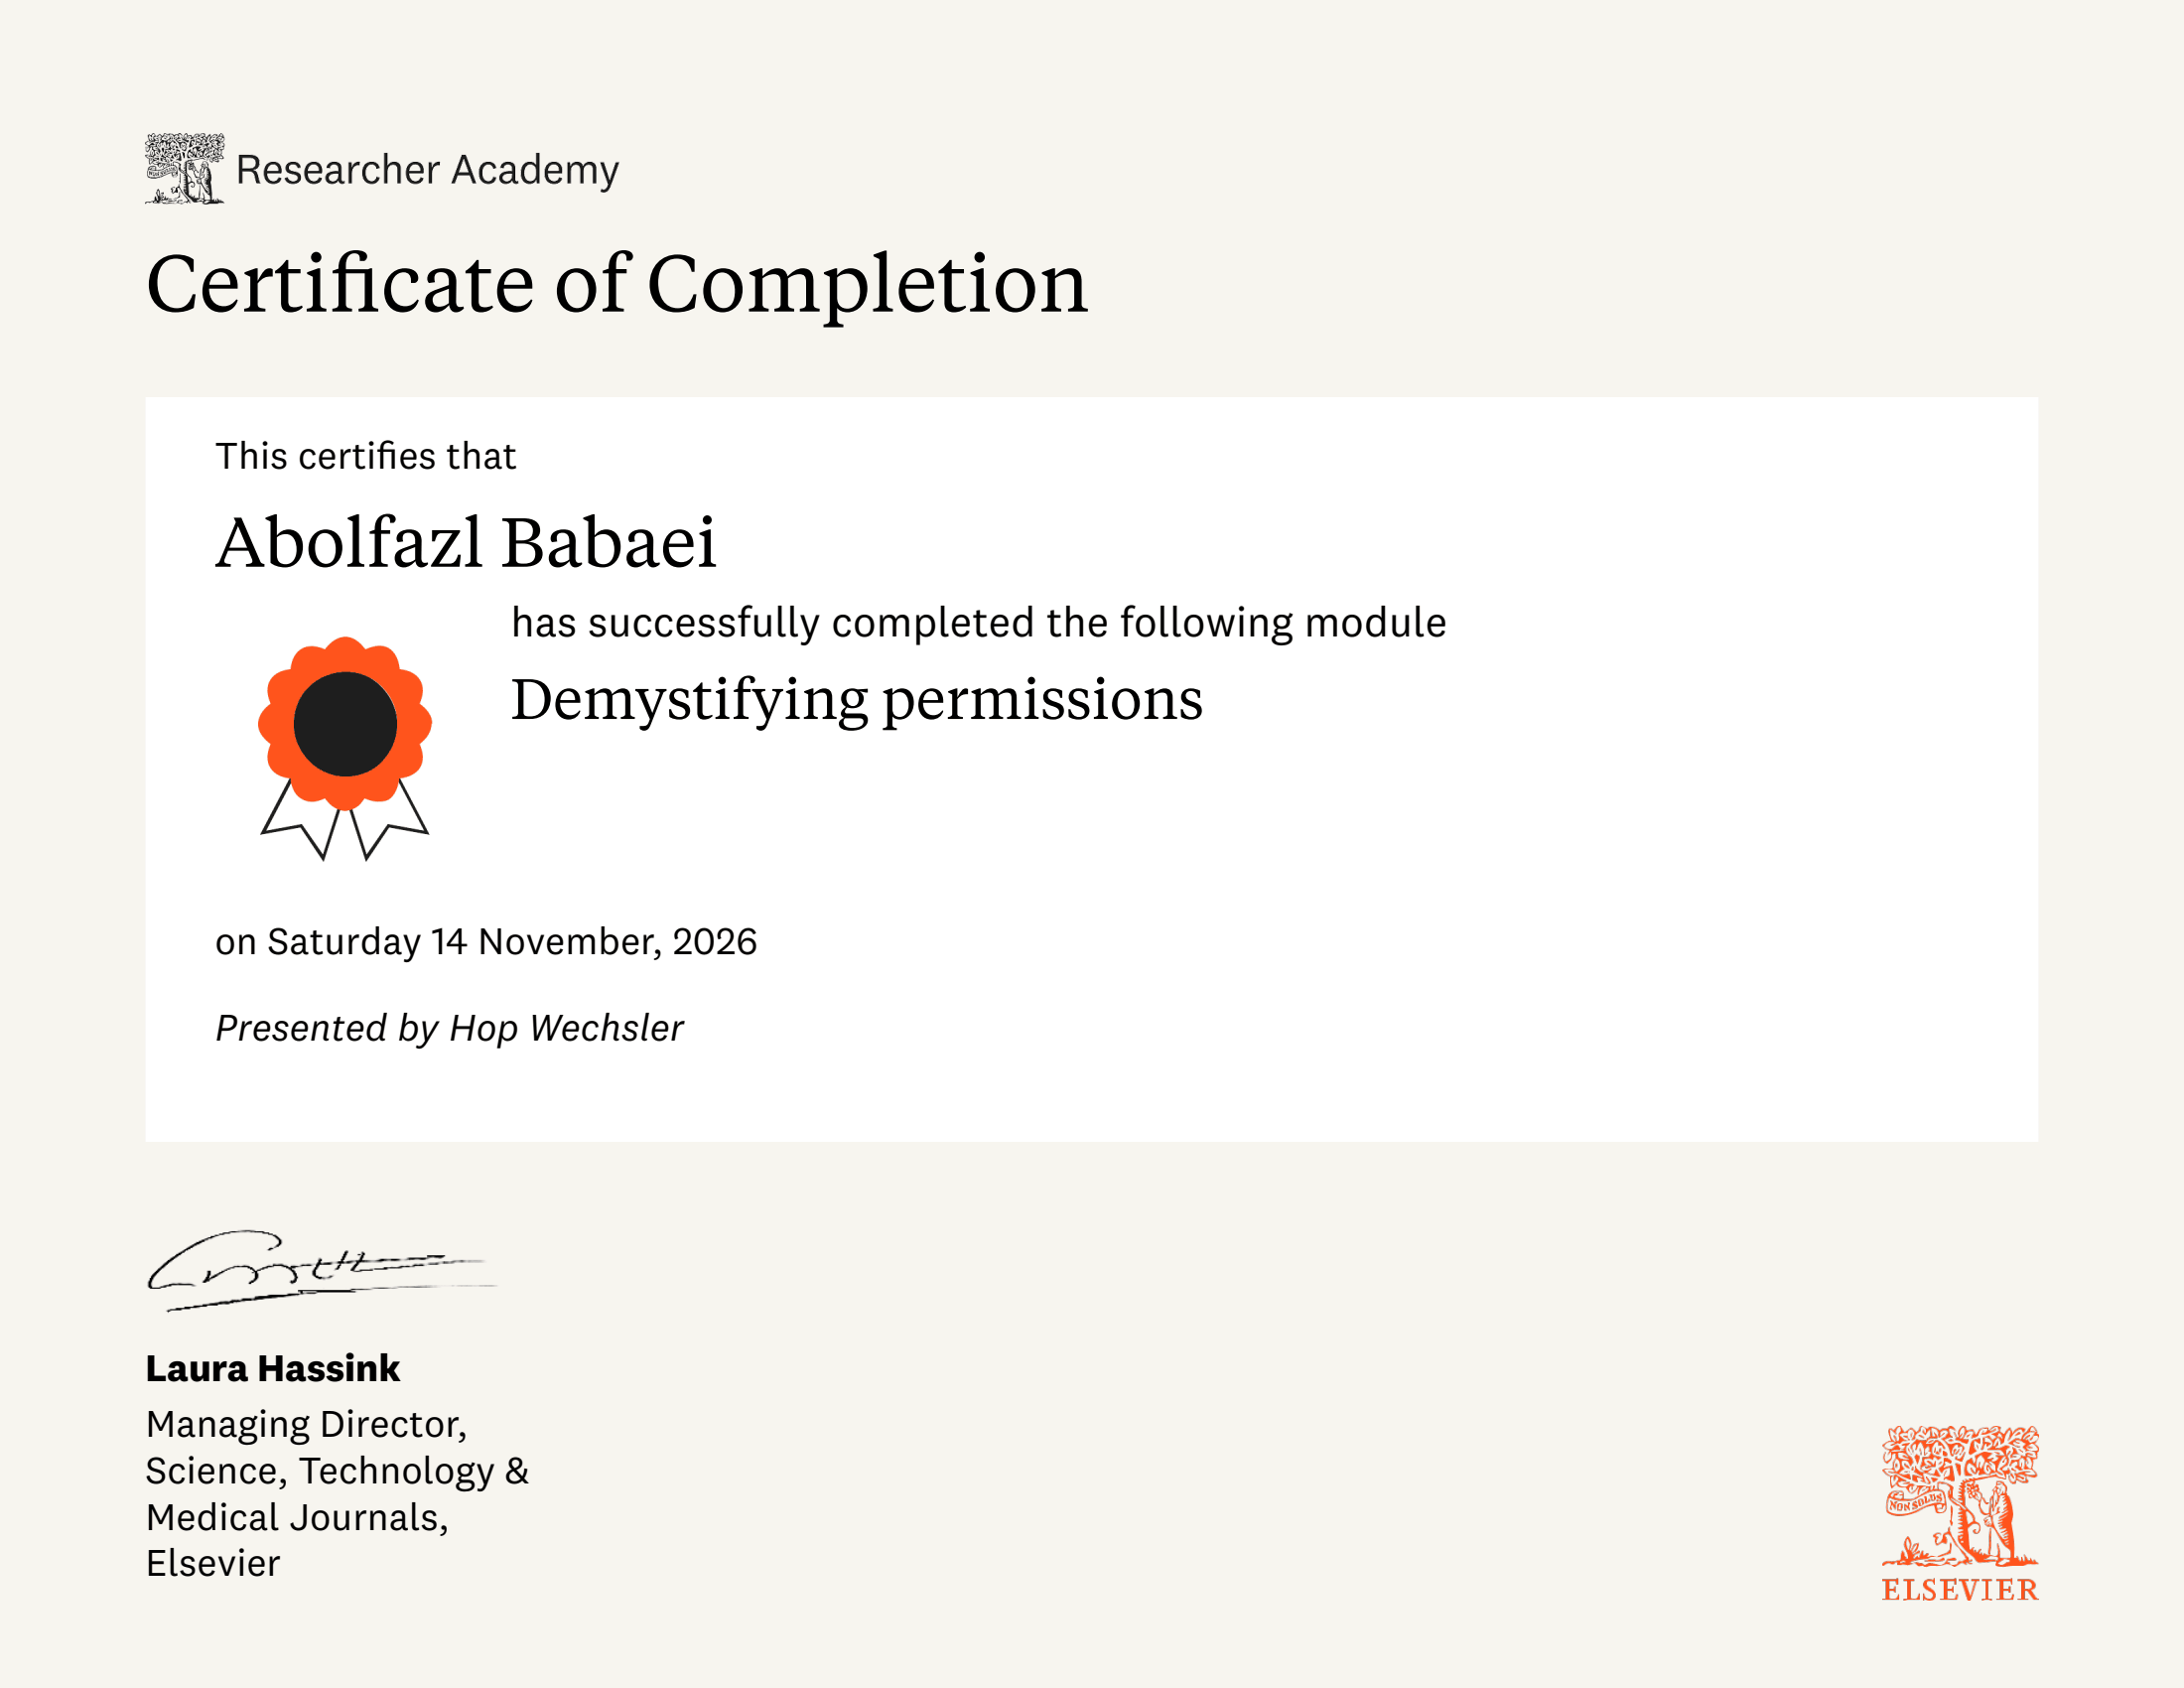 Researcher Academy
Certificate of Completion
This certifies that
Abolfazl Babaei
has successfully completed the following module
Demystifying permissions
on Saturday 14 November, 2026
Presented by Hop Wechsler
Laura Hassink
Managing Director,
Science, Technology &
Medical Journals,
Elsevier
NON SOLUS
ELSEVIER